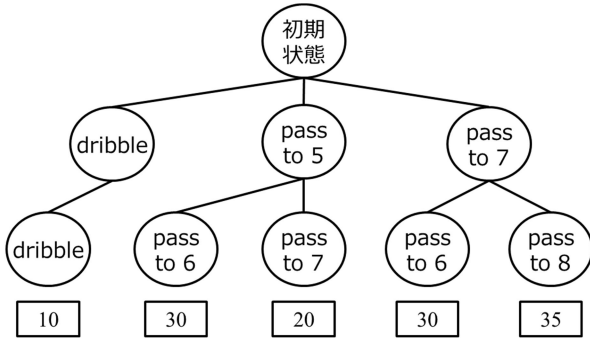 初期
状態
dribble
pass
to 5
pass
to 7
dribble
pass
to 6
pass
to 7
pass
to 6
pass
to 8
10
30
20
30
35